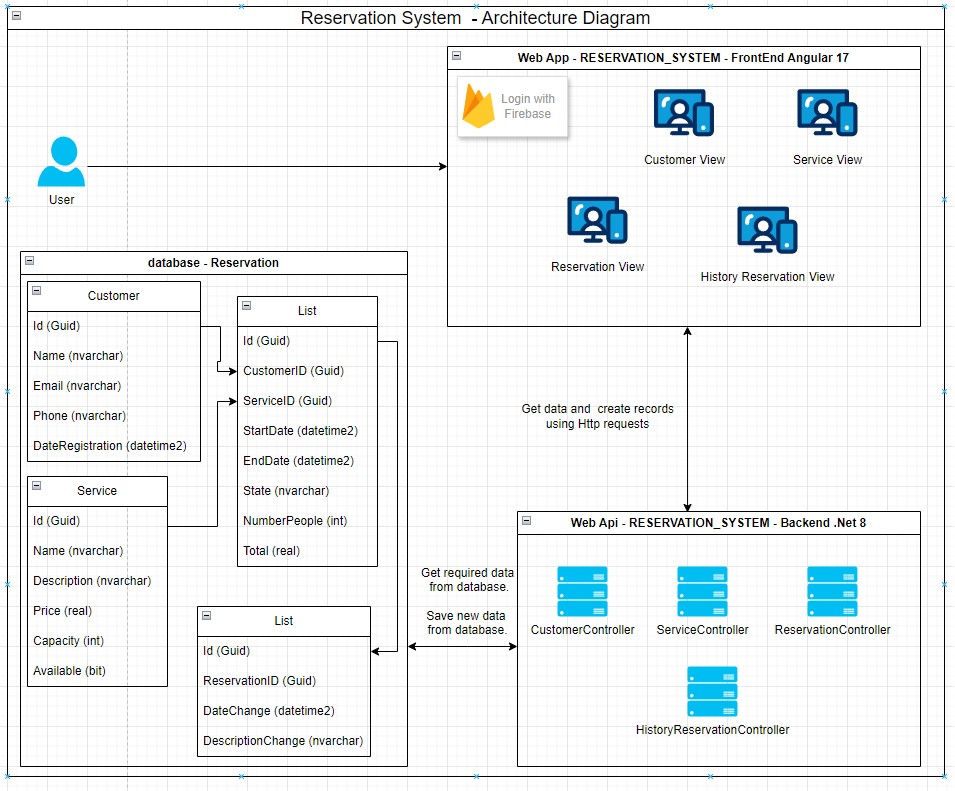 Reservation System - Architecture Diagram
Web App - RESERVATION_SYSTEM - FrontEnd Angular 17
Login with
Firebase
Customer View
Service View
User
Reservation View
History Reservation View
database - Reservation
Customer
Id (Guid)
Name (nvarchar)
Email (nvarchar)
Phone (nvarchar)
DateRegistration (datetime2)
List
Id (Guid)
CustomerID (Guid)
ServiceID (Guid)
StartDate (datetime2)
EndDate (datetime2)
State (nvarchar)
NumberPeople (int)
Total (real)
Service
Id (Guid)
Name (nvarchar)
Description (nvarchar)
Price (real)
Capacity (int)
Available (bit)
List
Id (Guid)
ReservationID (Guid)
DateChange (datetime2)
DescriptionChange (nvarchar)
Get data and create records
using Http requests
Get required data
from database.
Save new data
from database.
Web Api - RESERVATION_SYSTEM - Backend .Net 8
CustomerController
ServiceController
ReservationController
HistoryReservationController